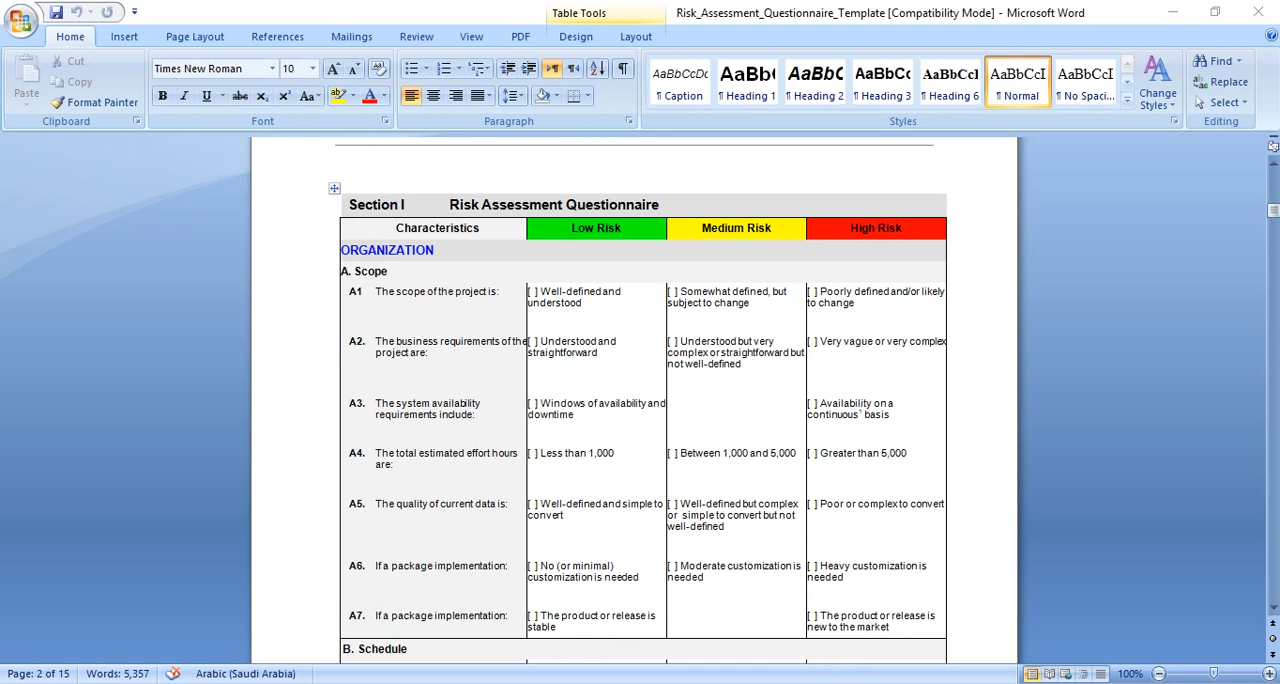 Table Tools
Risk_Assessment_Questionnaire_Template [Compatibility Mode] - Microsoft Word
Home Insert Page Layout References Mailings Review View PDF Design Layout
Paste
Cut
Copy
Format Painter
Clipboard
Times New Roman 10
Font
Paragraph
AaBbCcDc AaBbC AaBbC AaBbCc AaBbCcI AaBbCcI AaBbCcI
¶ Caption ¶ Heading 1 ¶ Heading 2 ¶ Heading 3 ¶ Heading 6 ¶ Normal ¶ No Spaci...
Change
Styles
Styles
Find
Replace
Select
Editing
Section I Risk Assessment Questionnaire
Characteristics Low Risk Medium Risk High Risk
ORGANIZATION
A. Scope
A1 The scope of the project is:
[ ] Well-defined and
understood
[ ] Somewhat defined, but
subject to change
[ ] Poorly defined and/or likely
to change
A2. The business requirements of the
project are:
[ ] Understood and
straightforward
[ ] Understood but very
complex or straightforward but
not well-defined
[ ] Very vague or very complex
A3. The system availability
requirements include:
[ ] Windows of availability and
downtime
[ ] Availability on a
continuous basis
A4. The total estimated effort hours
are:
[ ] Less than 1,000
[ ] Between 1,000 and 5,000
[ ] Greater than 5,000
A5. The quality of current data is:
[ ] Well-defined and simple to
convert
[ ] Well-defined but complex
or simple to convert but not
well-defined
[ ] Poor or complex to convert
A6. If a package implementation:
[ ] No (or minimal)
customization is needed
[ ] Moderate customization is
needed
[ ] Heavy customization is
needed
A7. If a package implementation:
[ ] The product or release is
stable
[ ] The product or release is
new to the market
B. Schedule
Page: 2 of 15 Words: 5,357 Arabic (Saudi Arabia) 100%